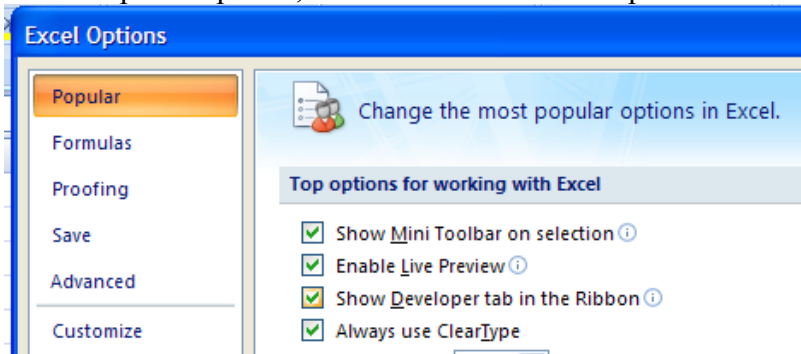 Excel Options
Popular
Formulas
Proofing
Save
Advanced
Customize
Change the most popular options in Excel.
Top options for working with Excel
Show Mini Toolbar on selection
Enable Live Preview
Show Developer tab in the Ribbon
Always use ClearType